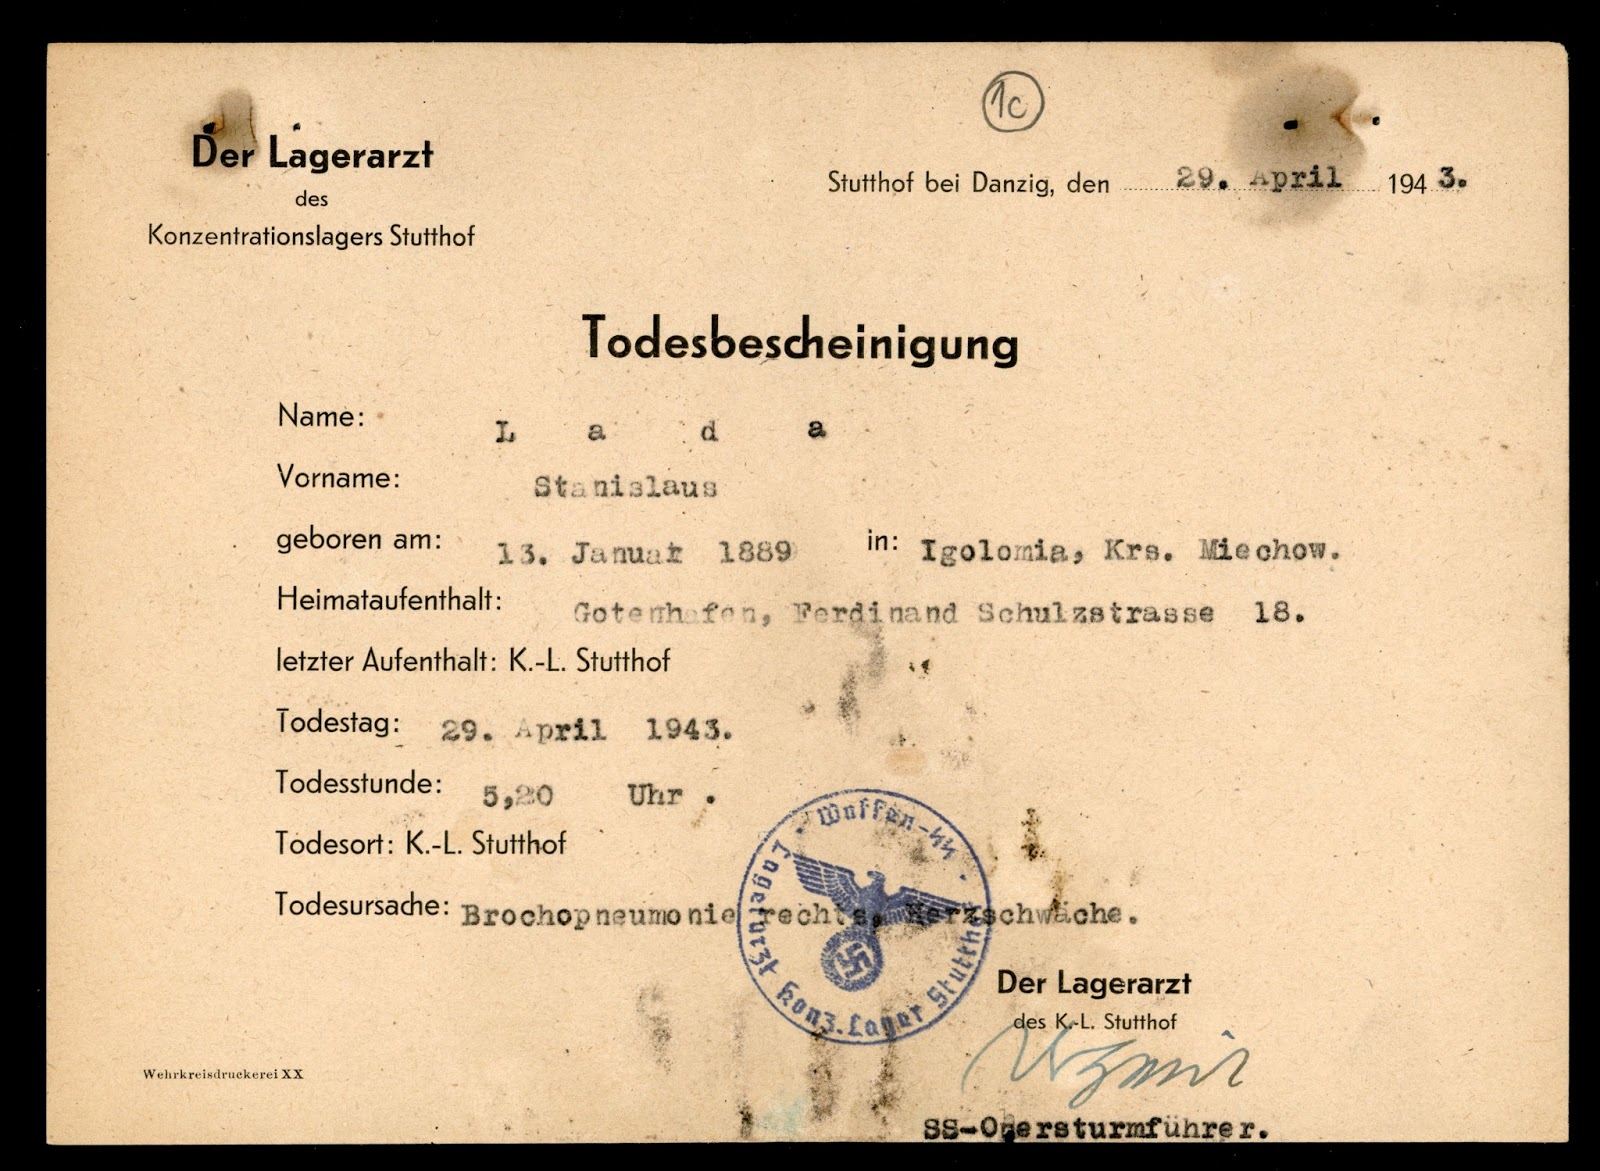 1c
Der Lagerarzt
des
Konzentrationslagers Stutthof
Stutthof bei Danzig, den 29. April 1943.
Todesbescheinigung
Name: L a d a
Vorname: Stanislaus
geboren am: 13. Januar 1889 in: Igolomia, Krs. Miechow.
Heimataufenthalt: Gotenhafen, Ferdinand Schulzstrasse 18.
letzter Aufenthalt: K.-L. Stutthof
Todestag: 29. April 1943.
Todesstunde: 5,20 Uhr .
Todesort: K.-L. Stutthof
Todesursache: Brochopneumonie rechts, Herzschwäche.
Waffen-SS
Lagerarzt Konz. Lager Stutthof
Der Lagerarzt
des K.-L. Stutthof
SS-Obersturmführer.
Wehrkreisdruckerei XX